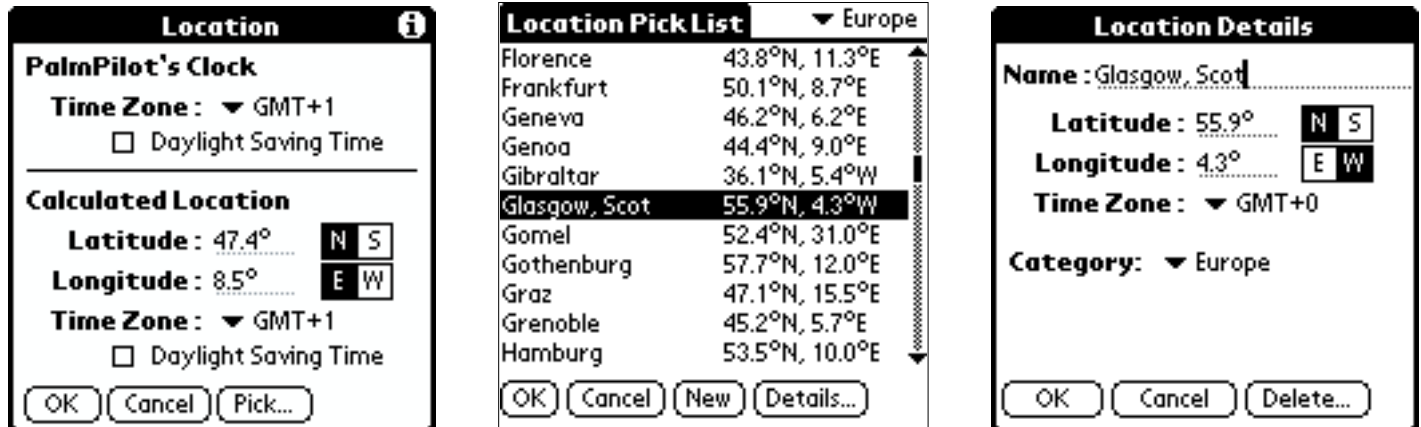 Location
PalmPilot's Clock
Time Zone: GMT+1
Daylight Saving Time
Calculated Location
Latitude: 47.4° N S
Longitude: 8.5° E W
Time Zone: GMT+1
Daylight Saving Time
OK Cancel Pick...
Location Pick List Europe
Florence 43.8°N, 11.3°E
Frankfurt 50.1°N, 8.7°E
Geneva 46.2°N, 6.2°E
Genoa 44.4°N, 9.0°E
Gibraltar 36.1°N, 5.4°W
Glasgow, Scot 55.9°N, 4.3°W
Gomel 52.4°N, 31.0°E
Gothenburg 57.7°N, 12.0°E
Graz 47.1°N, 15.5°E
Grenoble 45.2°N, 5.7°E
Hamburg 53.5°N, 10.0°E
OK Cancel New Details...
Location Details
Name: Glasgow, Scot
Latitude: 55.9° N S
Longitude: 4.3° E W
Time Zone: GMT+0
Category: Europe
OK Cancel Delete...